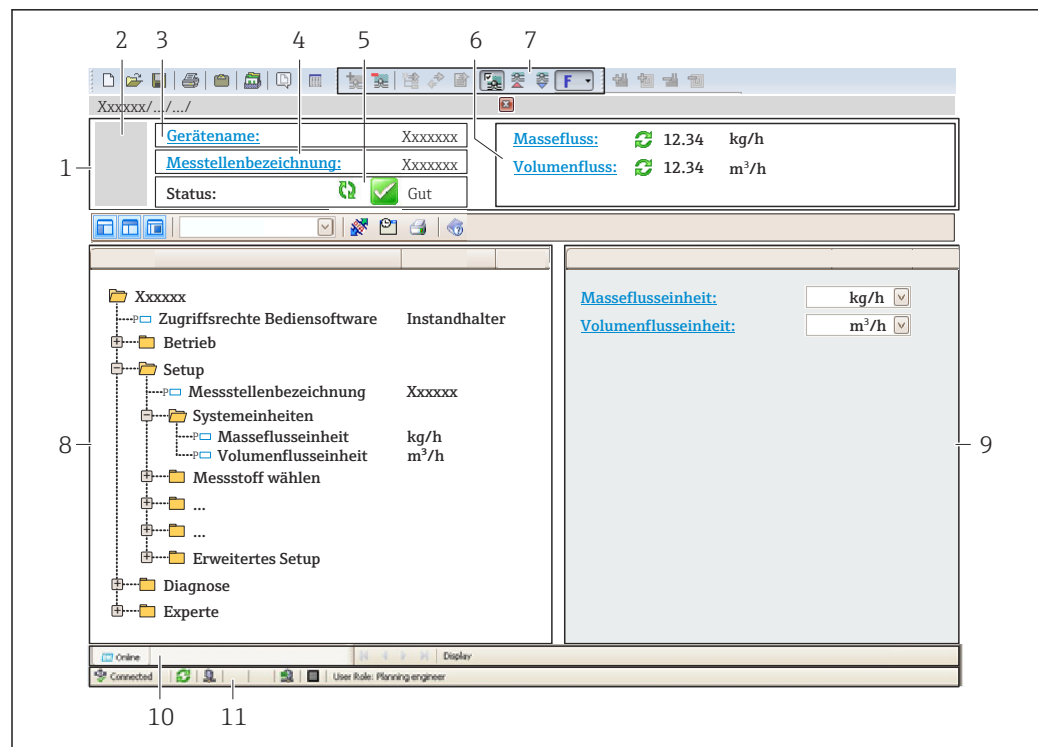 2 3 4 5 6 7
F
Xxxxxx/.../.../
1
Gerätename: Xxxxxxx
Messtellenbezeichnung: Xxxxxxx
Status: Gut
Massefluss: 12.34 kg/h
Volumenfluss: 12.34 m³/h
Xxxxxx
P Zugriffsrechte Bediensoftware Instandhalter
Betrieb
Setup
P Messstellenbezeichnung Xxxxxx
Systemeinheiten
P Masseflusseinheit kg/h
P Volumenflusseinheit m³/h
Messstoff wählen
...
...
Erweitertes Setup
Diagnose
Experte
8
Masseflusseinheit: kg/h
Volumenflusseinheit: m³/h
9
Online Display
Connected User Role: Planning engineer
10 11